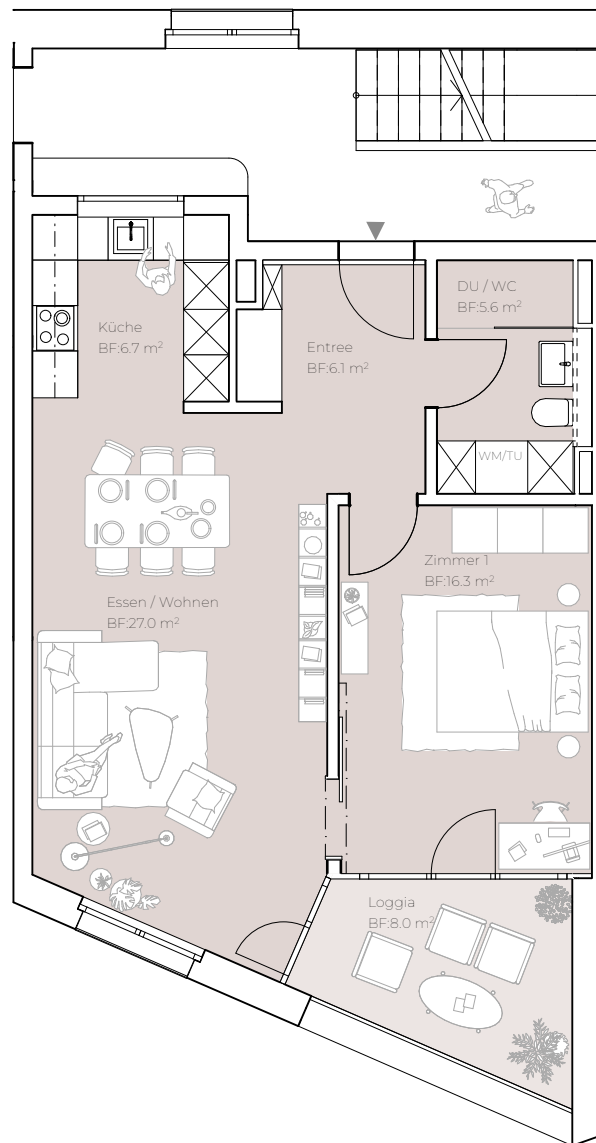 DU / WC
BF:5.6 m²
Küche
BF:6.7 m²
Entree
BF:6.1 m²
WM/TU
Zimmer 1
BF:16.3 m²
Essen / Wohnen
BF:27.0 m²
Loggia
BF:8.0 m²